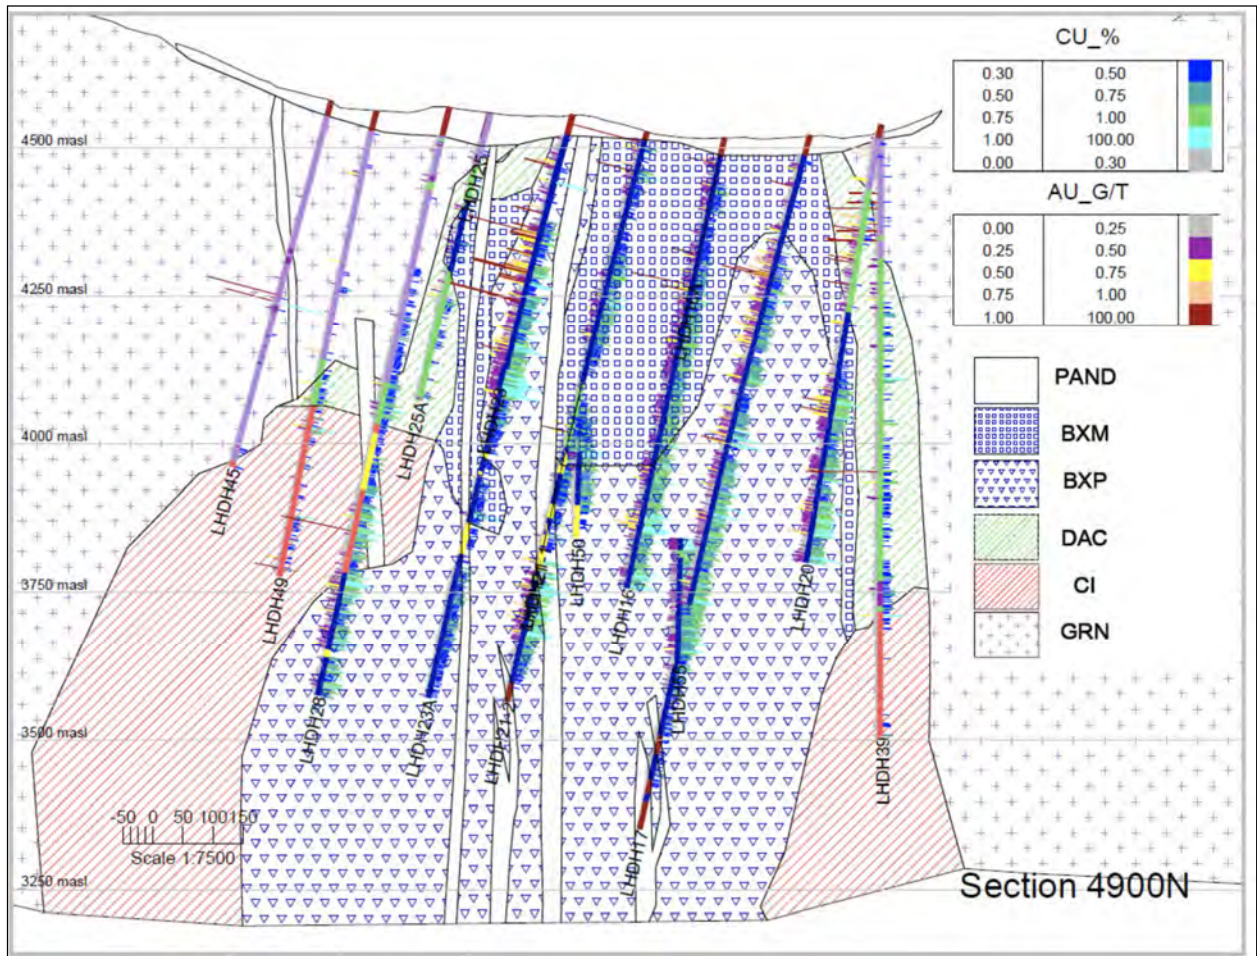 CU_%
0.30 0.50
0.50 0.75
0.75 1.00
1.00 100.00
0.00 0.30
AU_G/T
0.00 0.25
0.25 0.50
0.50 0.75
0.75 1.00
1.00 100.00
PAND
BXM
BXP
DAC
CI
GRN
4500 masl
4250 masl
4000 masl
3750 masl
3500 masl
3250 masl
LHDH25
LHDH25A
LHDH45
LHDH49
LHDH50
LHDH16
LHDH20
LHDH28
LHDH23A
LHDH21-2
LHDH55
LHDH39
LHDH17
-50 0 50 100 150
Scale 1:7500
Section 4900N